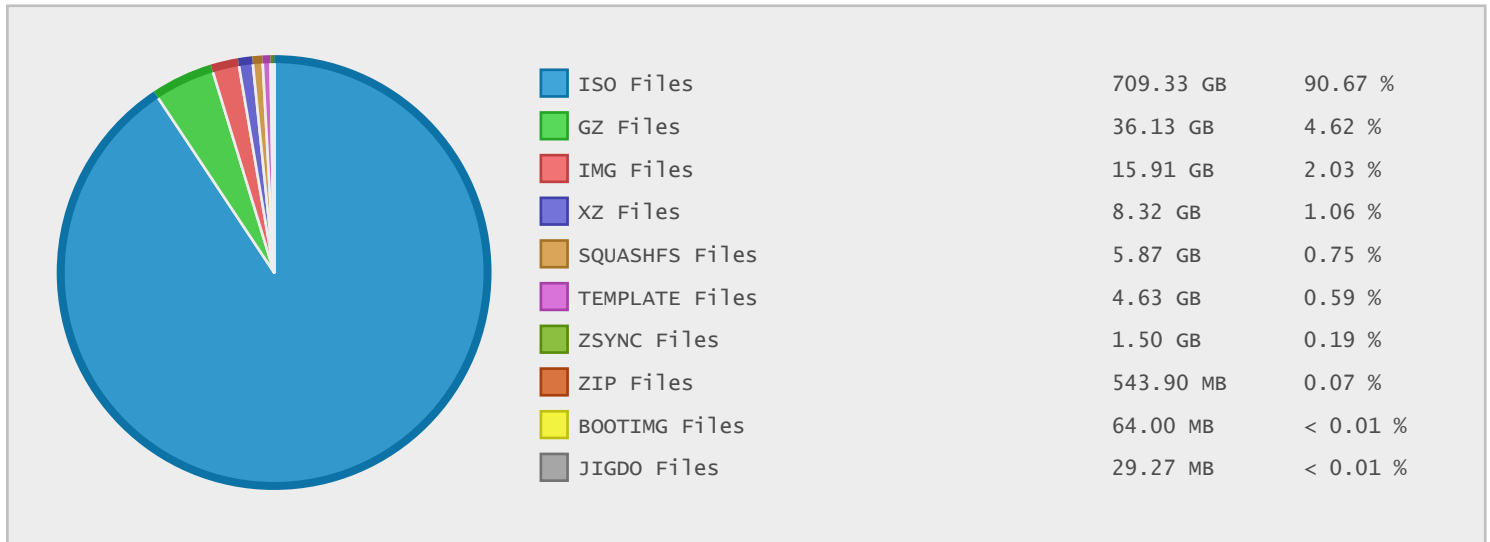 ISO Files 709.33 GB 90.67 %
GZ Files 36.13 GB 4.62 %
IMG Files 15.91 GB 2.03 %
XZ Files 8.32 GB 1.06 %
SQUASHFS Files 5.87 GB 0.75 %
TEMPLATE Files 4.63 GB 0.59 %
ZSYNC Files 1.50 GB 0.19 %
ZIP Files 543.90 MB 0.07 %
BOOTIMG Files 64.00 MB < 0.01 %
JIGDO Files 29.27 MB < 0.01 %